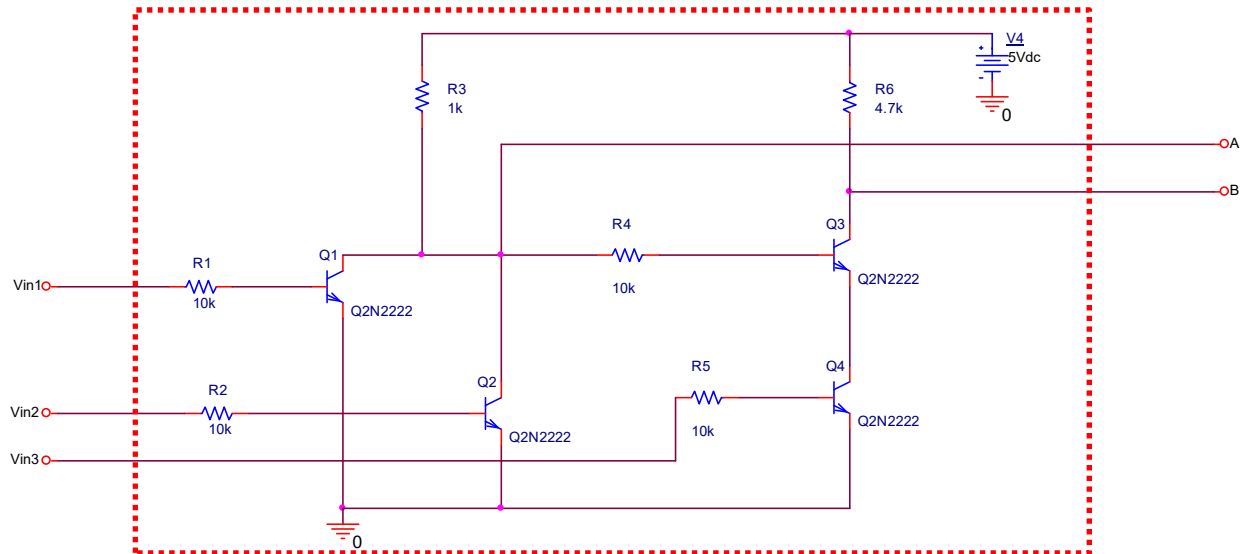 V4
5Vdc
0
R3
1k
R6
4.7k
A
B
Q3
Q2N2222
R4
10k
Q1
Q2N2222
R1
10k
Vin1
R5
10k
Q4
Q2N2222
Q2
Q2N2222
R2
10k
Vin2
Vin3
0